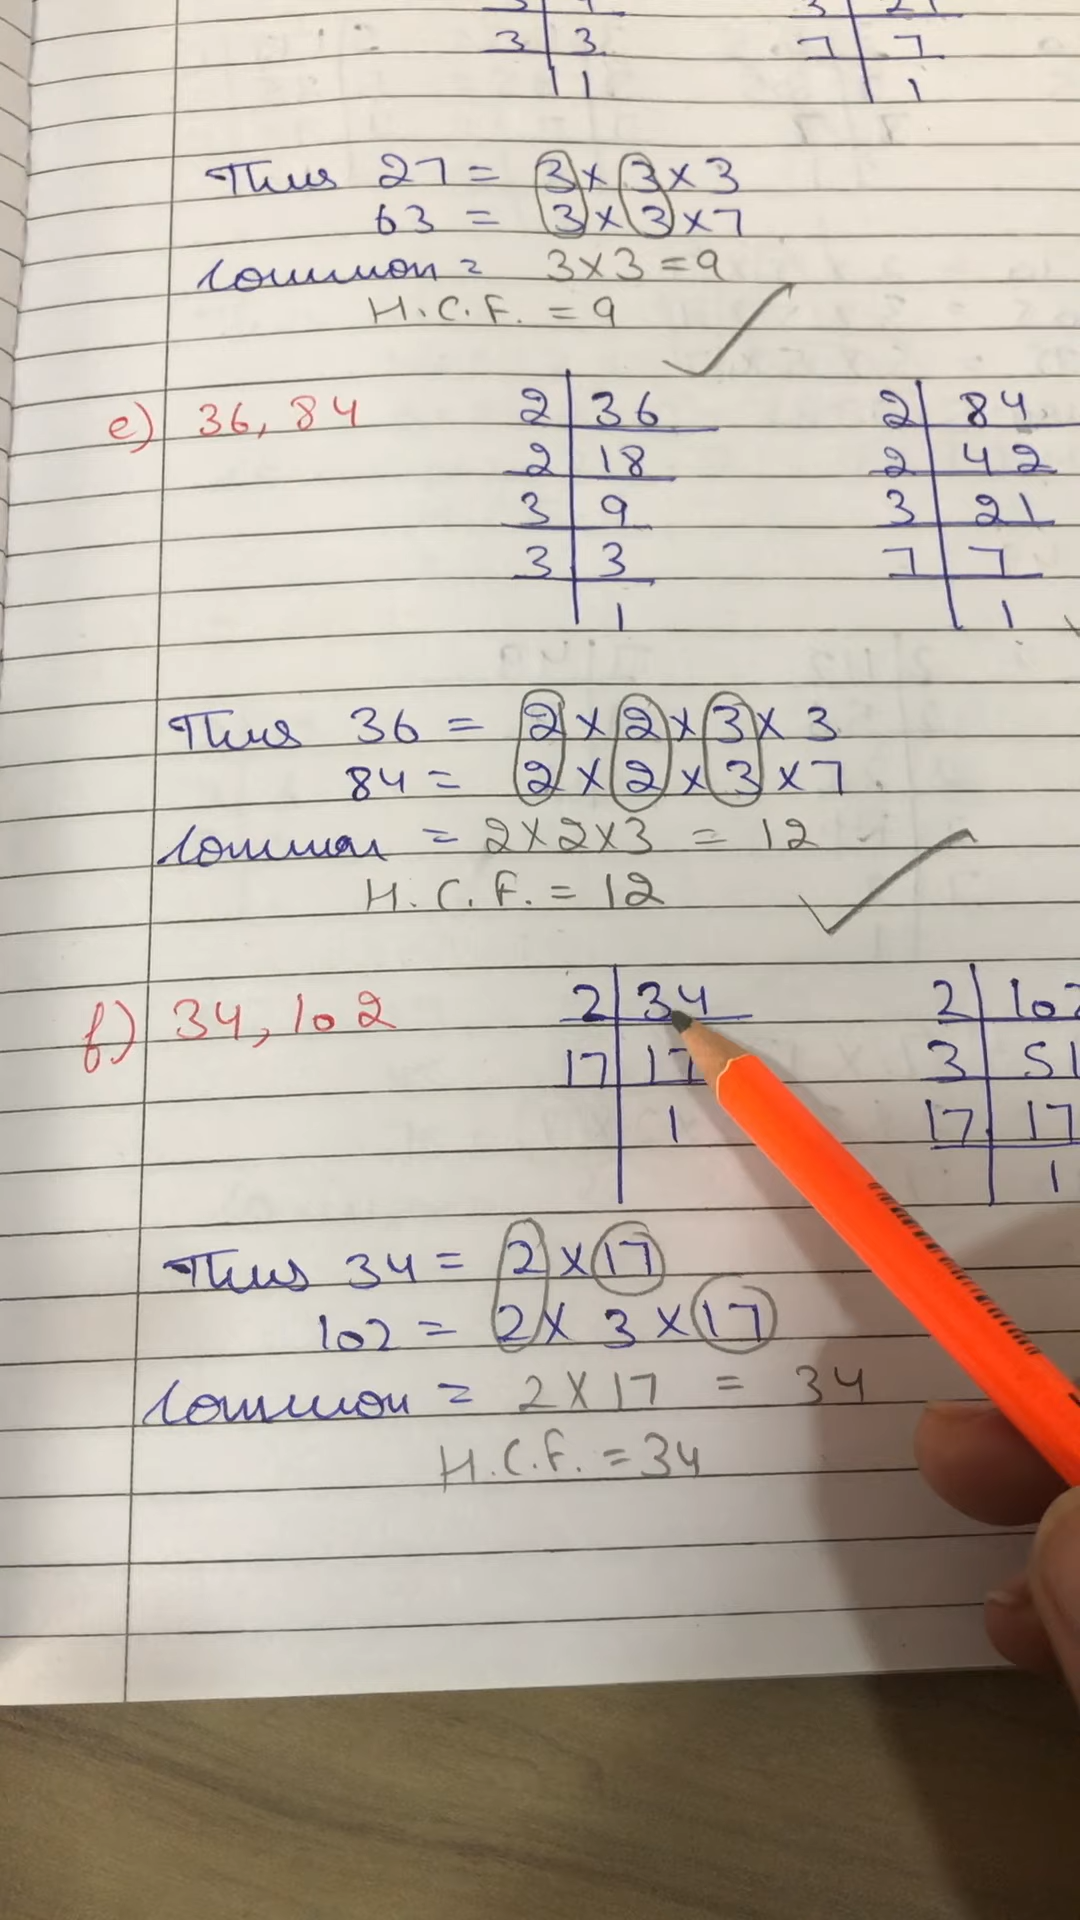 3 3
7 7
1
1
Thus 27 = 3 × 3 × 3
63 = 3 × 3 × 7
Common = 3×3 = 9
H.C.F. = 9
e) 36, 84
2 36
2 18
3 9
3 3
1
2 84
2 42
3 21
7 7
1
Thus 36 = 2 × 2 × 3 × 3
84 = 2 × 2 × 3 × 7
Common = 2×2×3 = 12
H.C.F. = 12
f) 34, 102
2 34
17 17
1
2 102
3 51
17 17
1
Thus 34 = 2 × 17
102 = 2 × 3 × 17
Common = 2 × 17 = 34
H.C.F. = 34